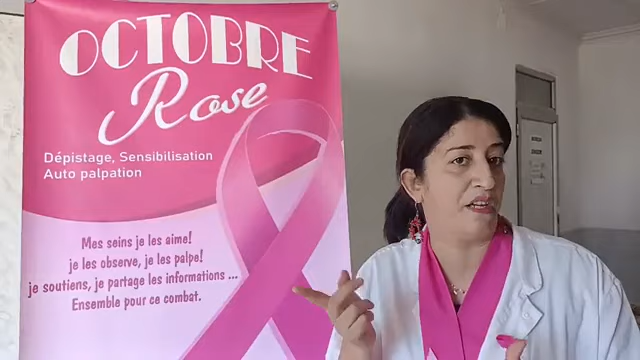 OCTOBRE
Rose
Dépistage, Sensibilisation
Auto palpation
Mes seins je les aime!
je les observe, je les palpe!
je soutiens, je partage les informations ...
Ensemble pour ce combat.